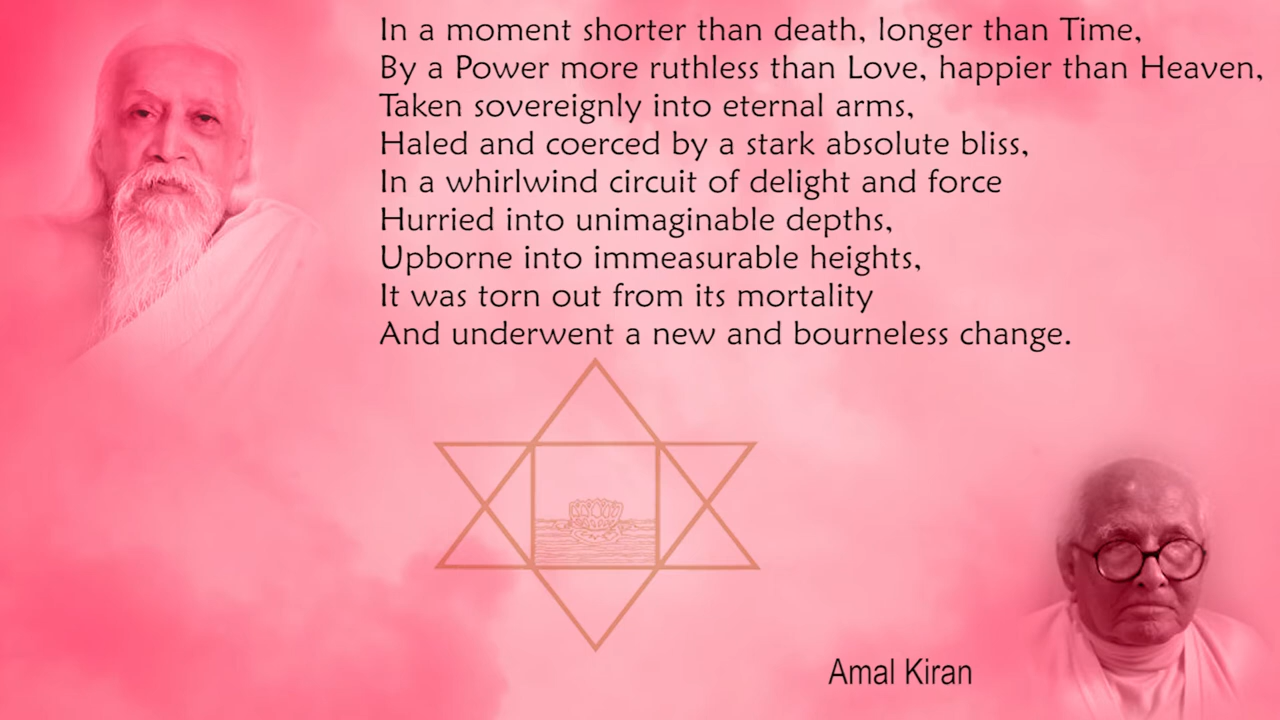 In a moment shorter than death, longer than Time,
By a Power more ruthless than Love, happier than Heaven,
Taken sovereignly into eternal arms,
Haled and coerced by a stark absolute bliss,
In a whirlwind circuit of delight and force
Hurried into unimaginable depths,
Upborne into immeasurable heights,
It was torn out from its mortality
And underwent a new and bourneless change.
Amal Kiran